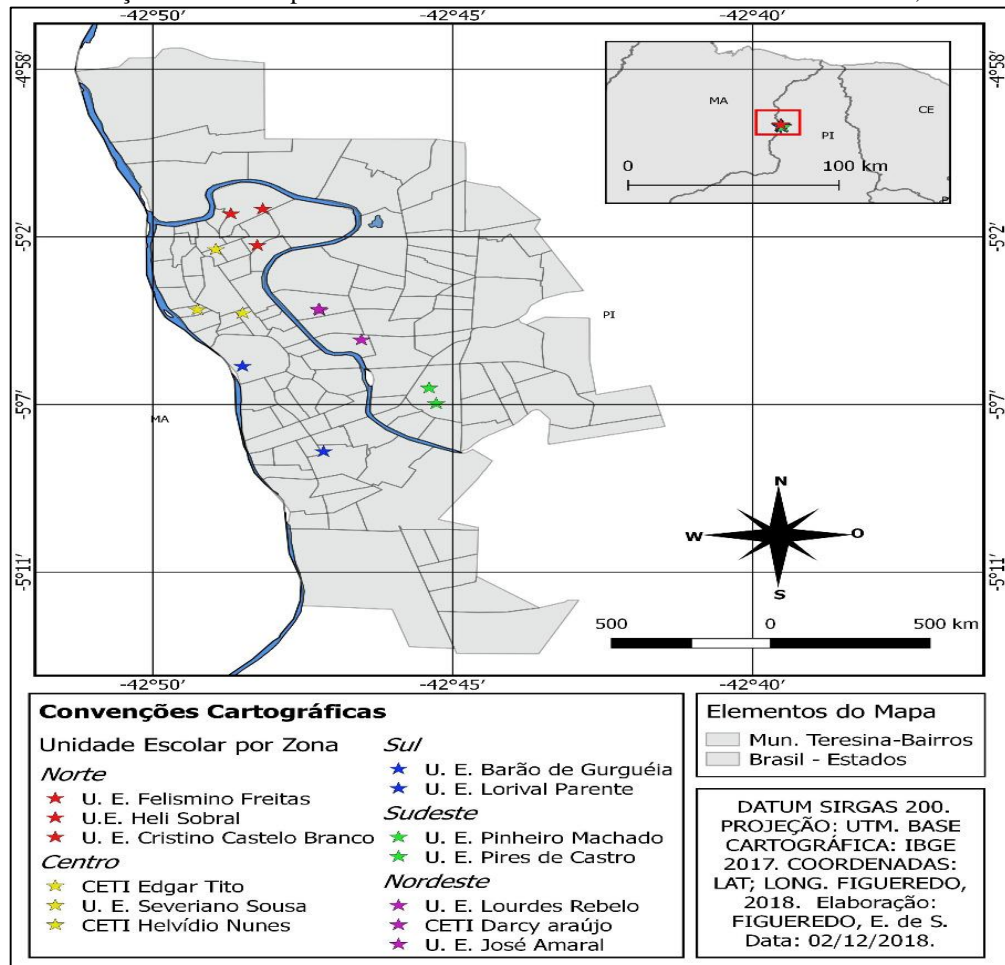 -42°50′
-42°45′
-42°40′
-4°58′
-4°58′
MA
CE
PI
0
100 km
-5°2′
-5°2′
PI
-5°7′
-5°7′
MA
N
W
O
S
-5°11′
-5°11′
500
0
500 km
-42°50′
-42°45′
-42°40′
Convenções Cartográficas
Unidade Escolar por Zona
Norte
U. E. Felismino Freitas
U.E. Heli Sobral
U. E. Cristino Castelo Branco
Centro
CETI Edgar Tito
U. E. Severiano Sousa
CETI Helvídio Nunes
Sul
U. E. Barão de Gurguéia
U. E. Lorival Parente
Sudeste
U. E. Pinheiro Machado
U. E. Pires de Castro
Nordeste
U. E. Lourdes Rebelo
CETI Darcy araújo
U. E. José Amaral
Elementos do Mapa
Mun. Teresina-Bairros
Brasil - Estados
DATUM SIRGAS 200.
PROJEÇÃO: UTM. BASE
CARTOGRÁFICA: IBGE
2017. COORDENADAS:
LAT; LONG. FIGUEREDO,
2018. Elaboração:
FIGUEREDO, E. de S.
Data: 02/12/2018.